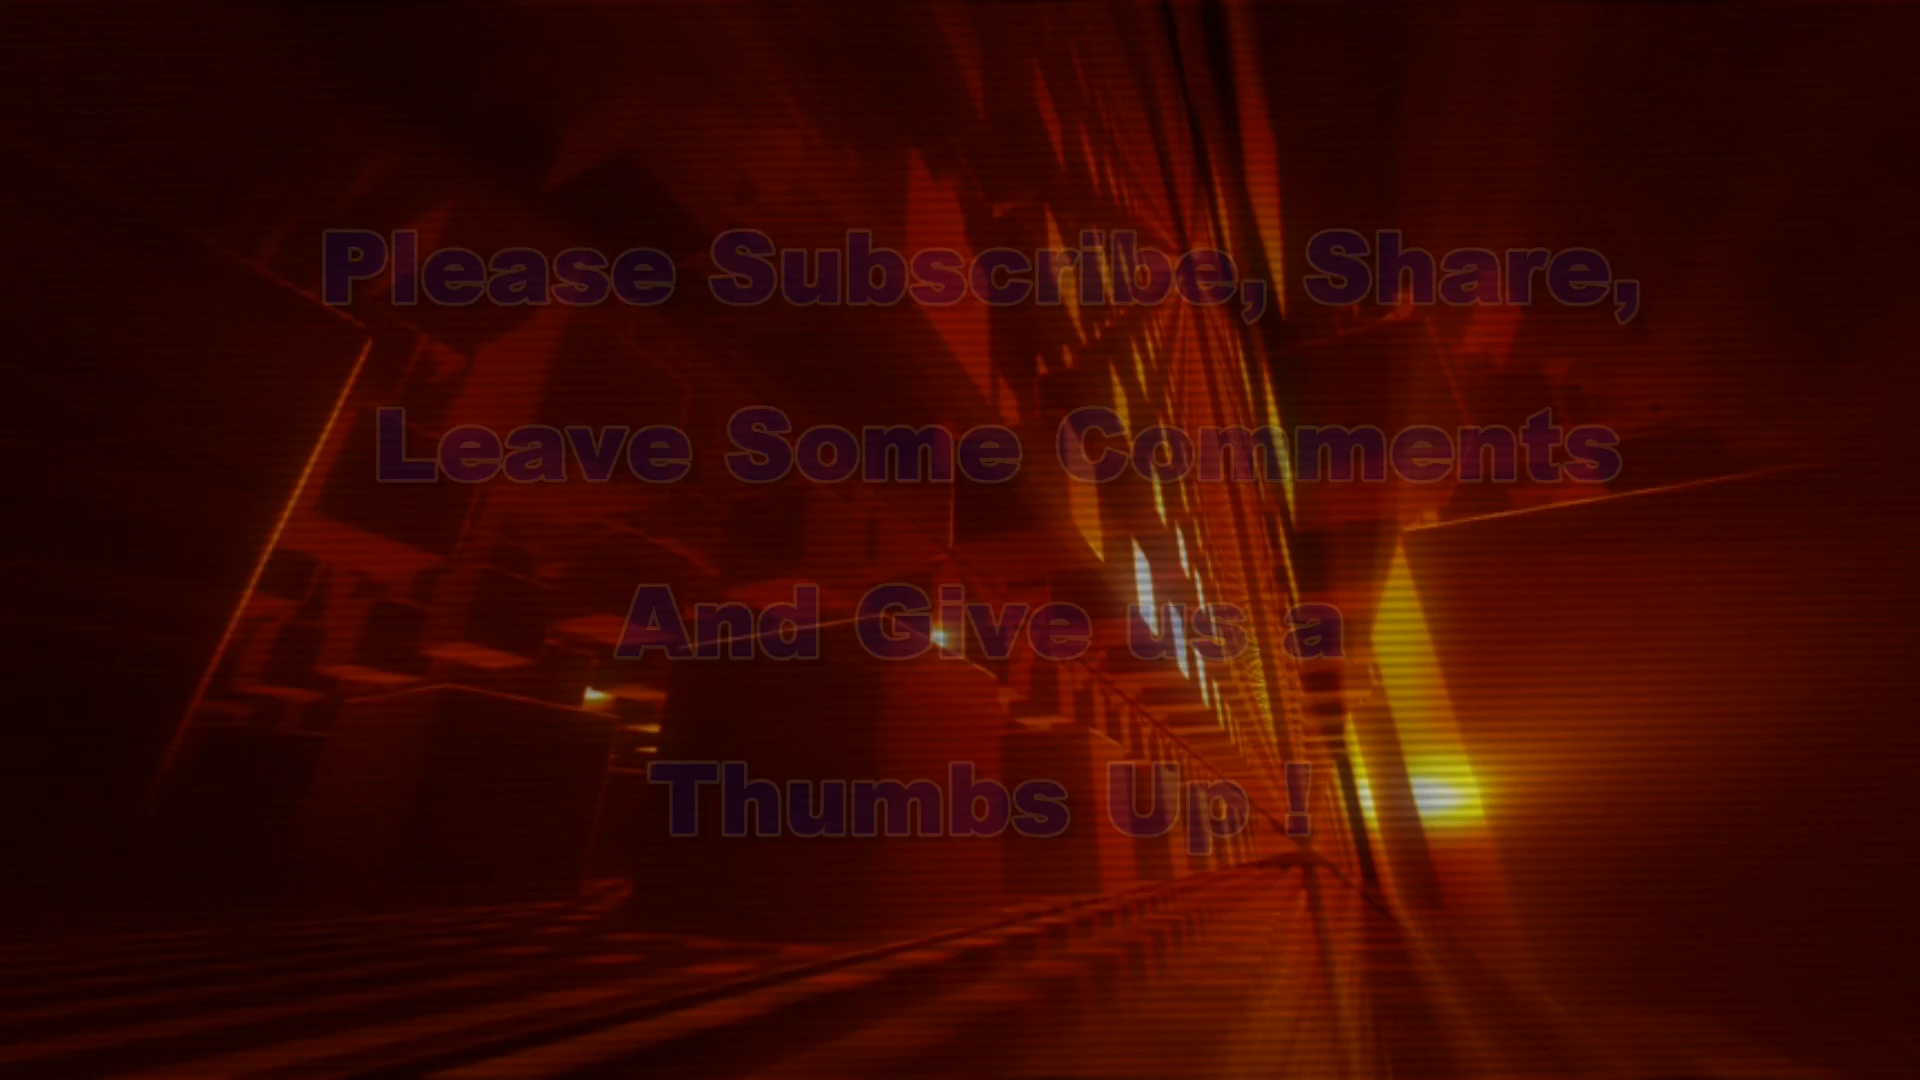 Please Subscribe, Share,
Leave Some Comments
And Give us a
Thumbs Up !